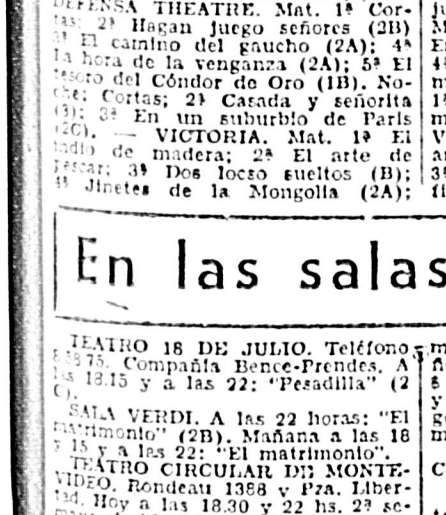 DEFENSA THEATRE. Mat. 1ª Cor-
tas; 2ª Hagan juego señores (2B)
3ª El camino del gaucho (2A); 4ª
La hora de la venganza (2A); 5ª El
tesoro del Cóndor de Oro (1B). No-
che: Cortas; 2ª Casada y señorita
(3); 3ª En un suburbio de Paris
(2C). — VICTORIA. Mat. 1ª El
indio de madera; 2ª El arte de
pescar; 3ª Dos locso sueltos (B);
4ª Jinetes de la Mongolia (2A);
En las salas
TEATRO 18 DE JULIO. Teléfono
8 38 75. Compañía Bence-Prendes. A
las 18.15 y a las 22: "Pesadilla" (2
C).
SALA VERDI. A las 22 horas: "El
matrimonio" (2B). Mañana a las 18
y 15 y a las 22: "El matrimonio".
TEATRO CIRCULAR DE MONTE-
VIDEO. Rondeau 1388 y Pza. Liber-
tad. Hoy a las 18.30 y 22 hs. 2ª se-